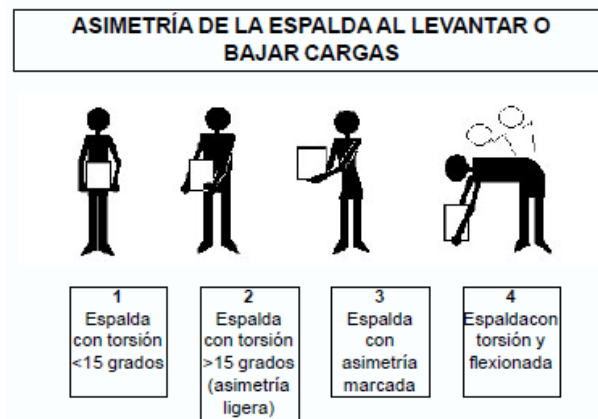 ASIMETRÍA DE LA ESPALDA AL LEVANTAR O
BAJAR CARGAS
1
Espalda
con torsión
<15 grados
2
Espalda
con torsión
>15 grados
(asimetría
ligera)
3
Espalda
con
asimetría
marcada
4
Espaldacon
torsión y
flexionada